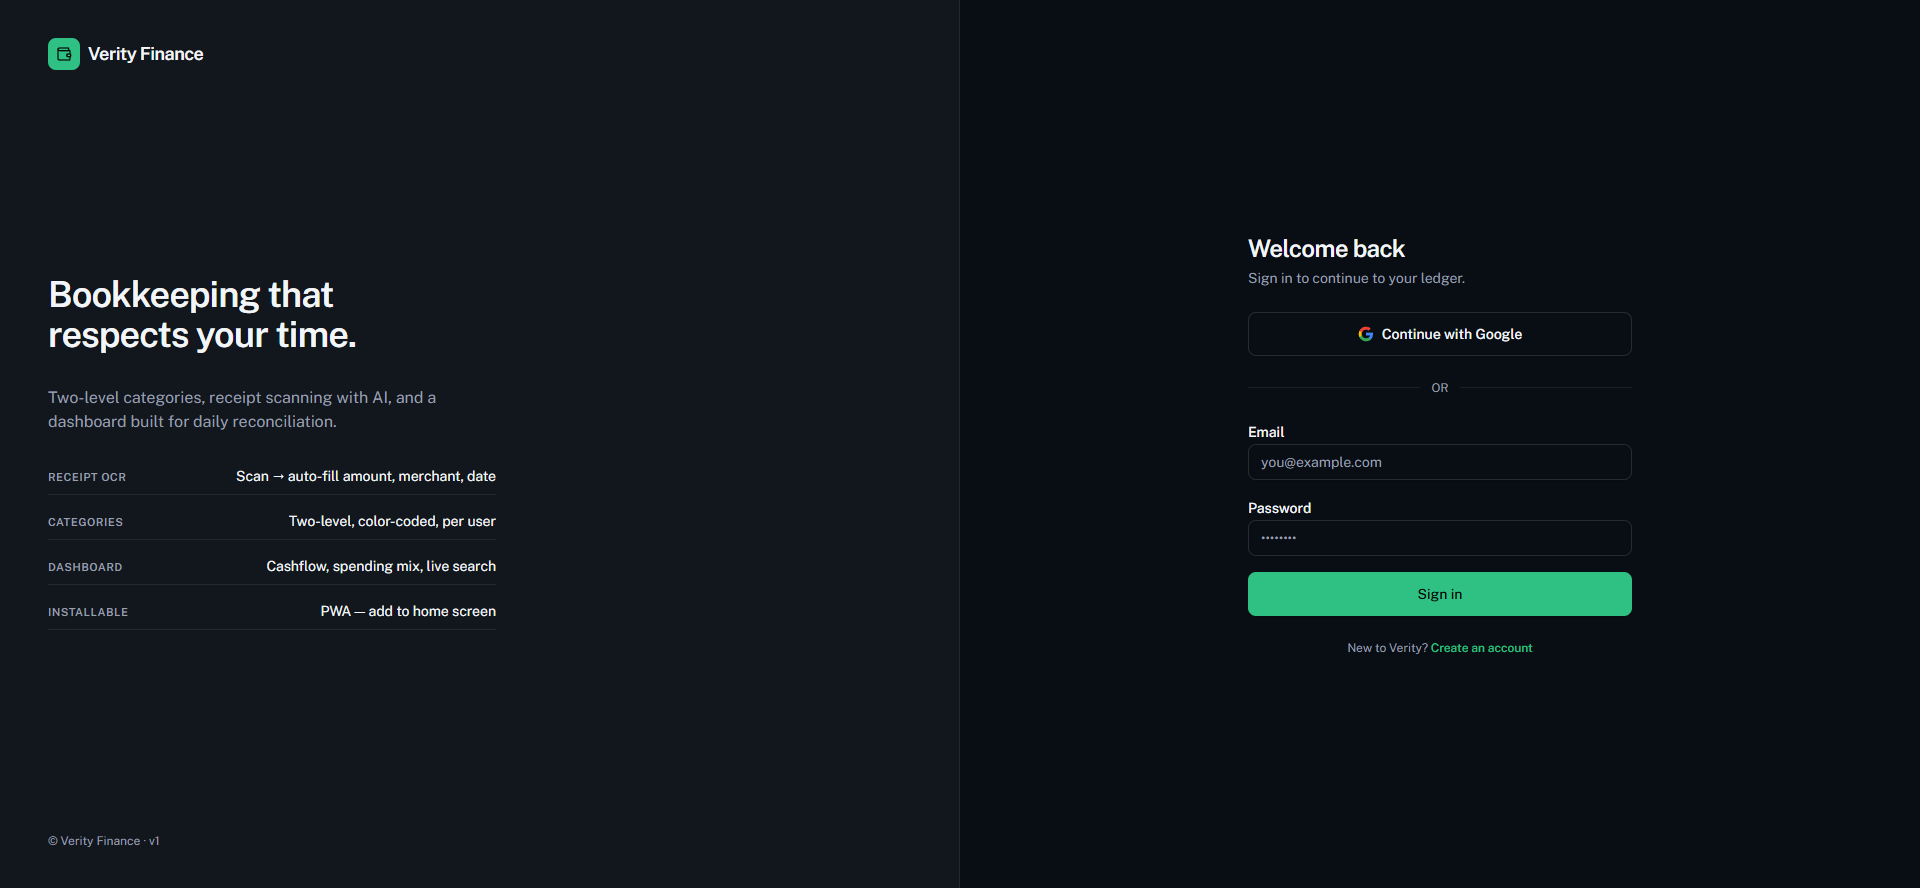 Verity Finance
Bookkeeping that
respects your time.
Two-level categories, receipt scanning with AI, and a
dashboard built for daily reconciliation.
RECEIPT OCR Scan → auto-fill amount, merchant, date
CATEGORIES Two-level, color-coded, per user
DASHBOARD Cashflow, spending mix, live search
INSTALLABLE PWA — add to home screen
© Verity Finance · v1
Welcome back
Sign in to continue to your ledger.
Continue with Google
OR
Email
you@example.com
Password
••••••••
Sign in
New to Verity? Create an account